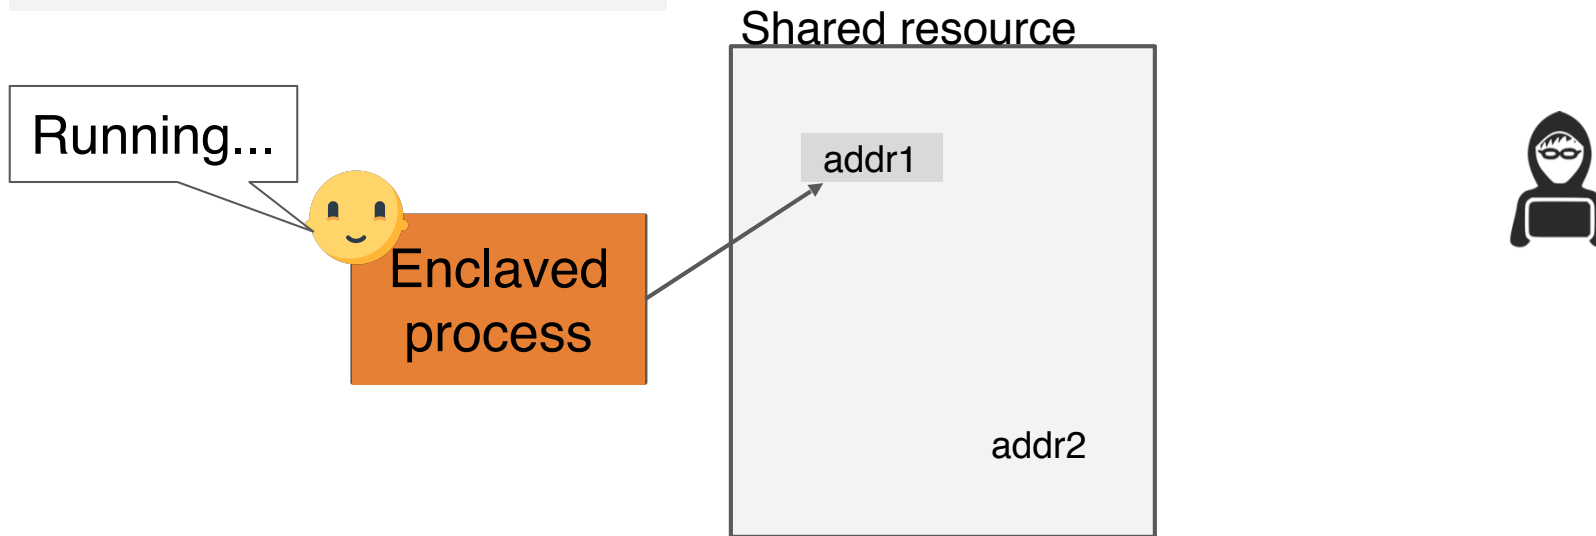 Shared resource
Running...
addr1
Enclaved
process
addr2